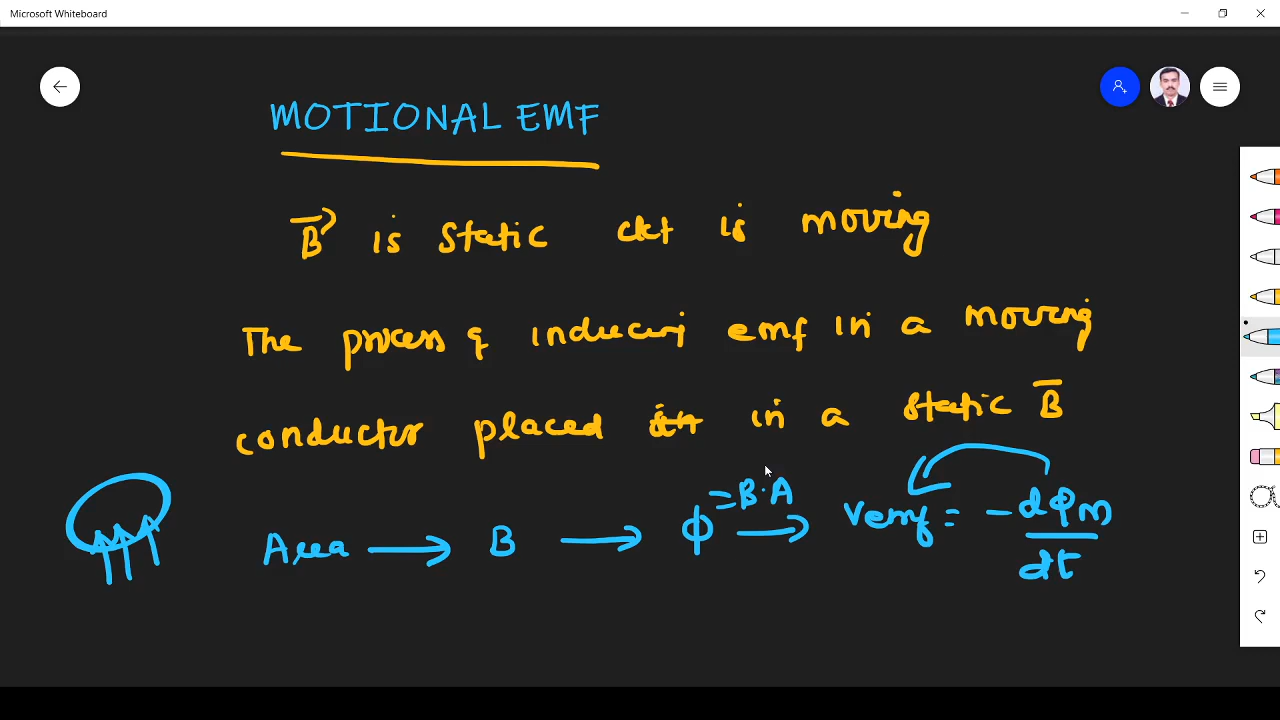 Microsoft Whiteboard
MOTIONAL EMF
B⃗ is static ckt is moving
The process of inducing emf in a moving
conductor placed in in a static B̅
Area → B → ϕ =B·A → Vemf = -dϕm/dt